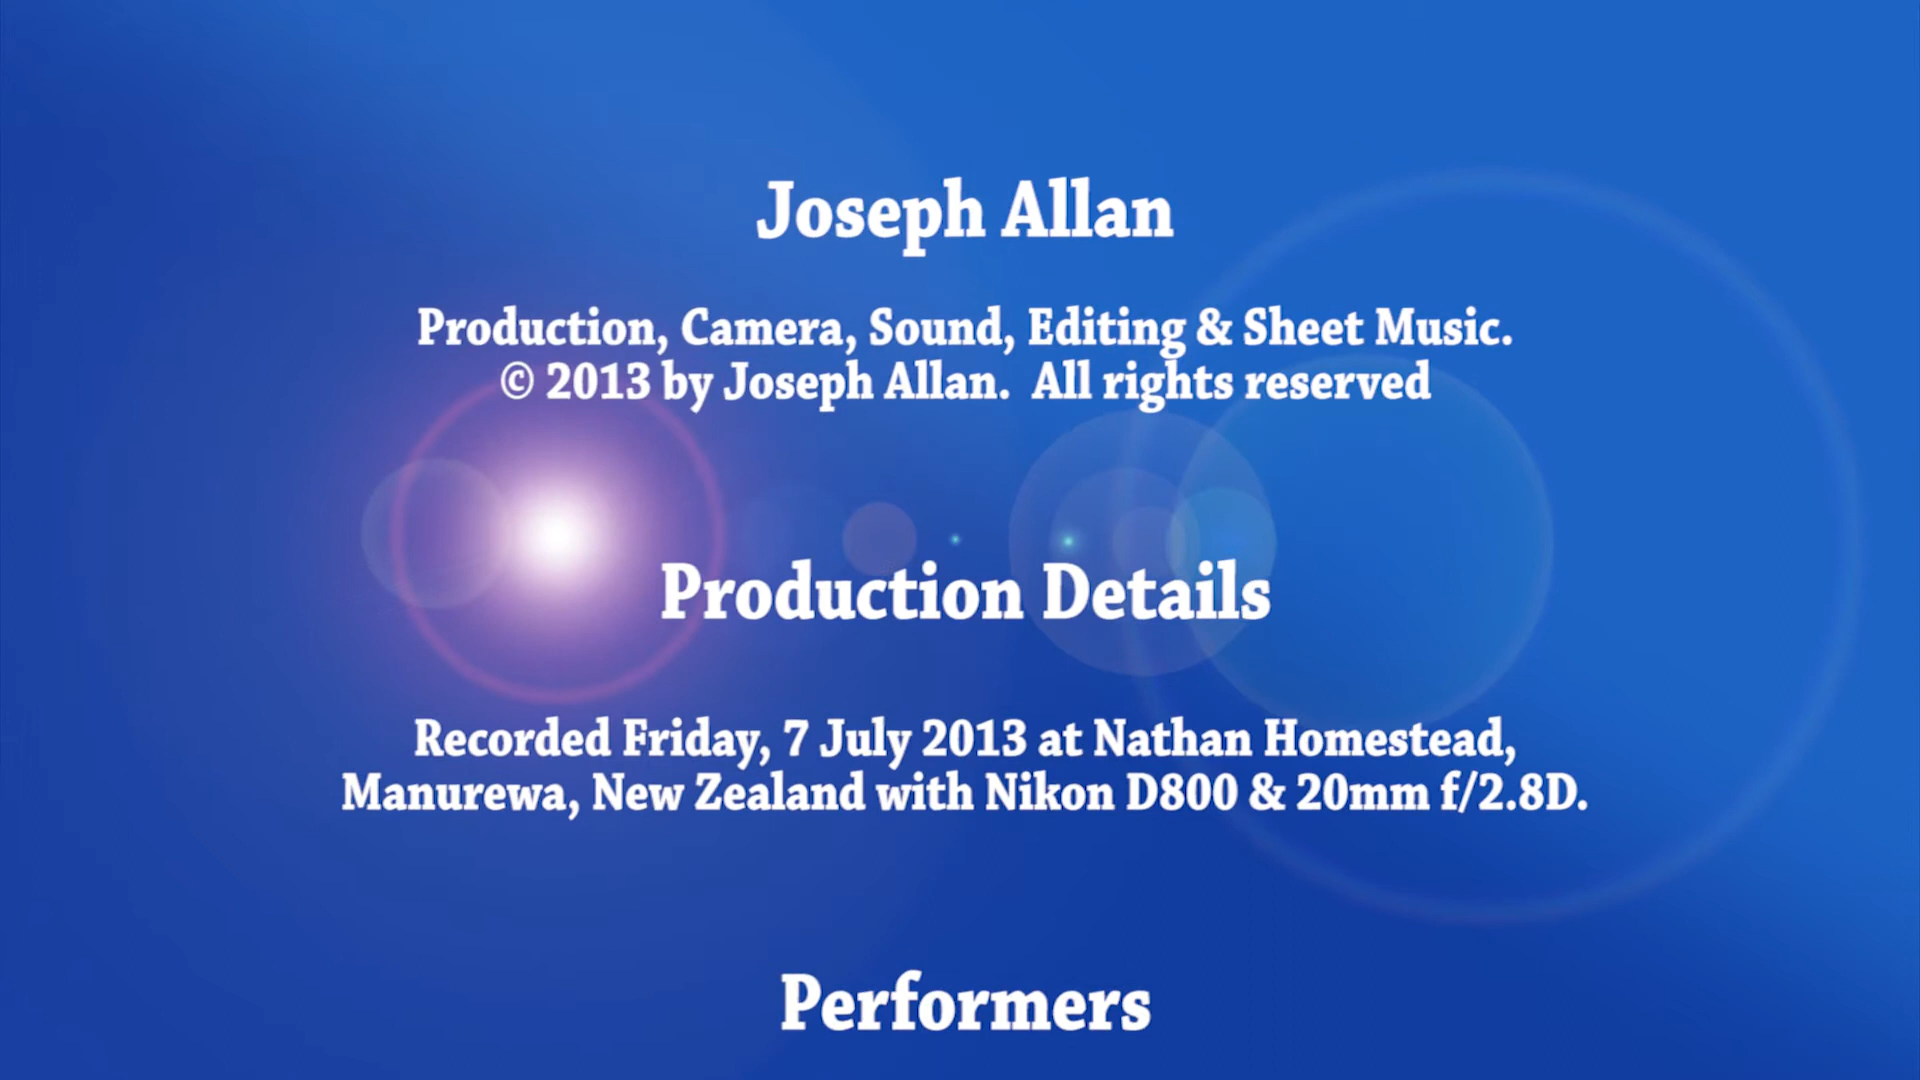 Joseph Allan
Production, Camera, Sound, Editing & Sheet Music.
© 2013 by Joseph Allan.  All rights reserved
Production Details
Recorded Friday, 7 July 2013 at Nathan Homestead,
Manurewa, New Zealand with Nikon D800 & 20mm f/2.8D.
Performers